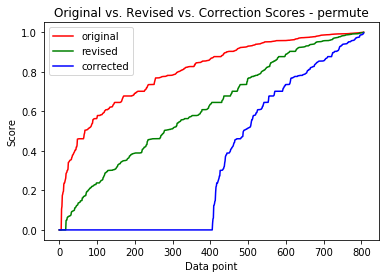 Original vs. Revised vs. Correction Scores - permute
original
revised
corrected
1.0
0.8
0.6
0.4
0.2
0.0
Score
0 100 200 300 400 500 600 700 800
Data point